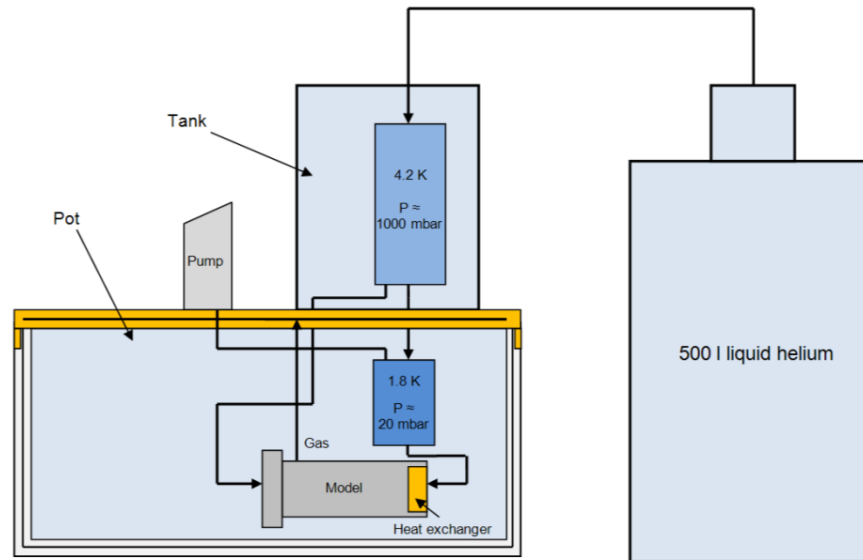 Tank
4.2 K
P ≈
1000 mbar
Pot
Pump
500 l liquid helium
1.8 K
P ≈
20 mbar
Gas
Model
Heat exchanger